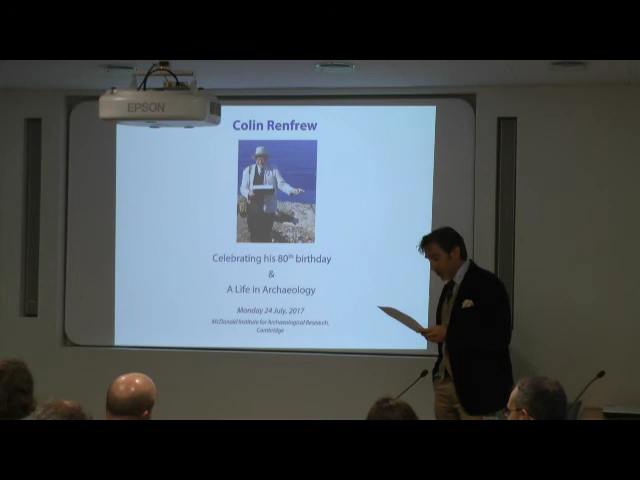 EPSON
Colin Renfrew
Celebrating his 80th birthday
&
A Life in Archaeology
Monday 24 July, 2017
McDonald Institute for Archaeological Research,
Cambridge